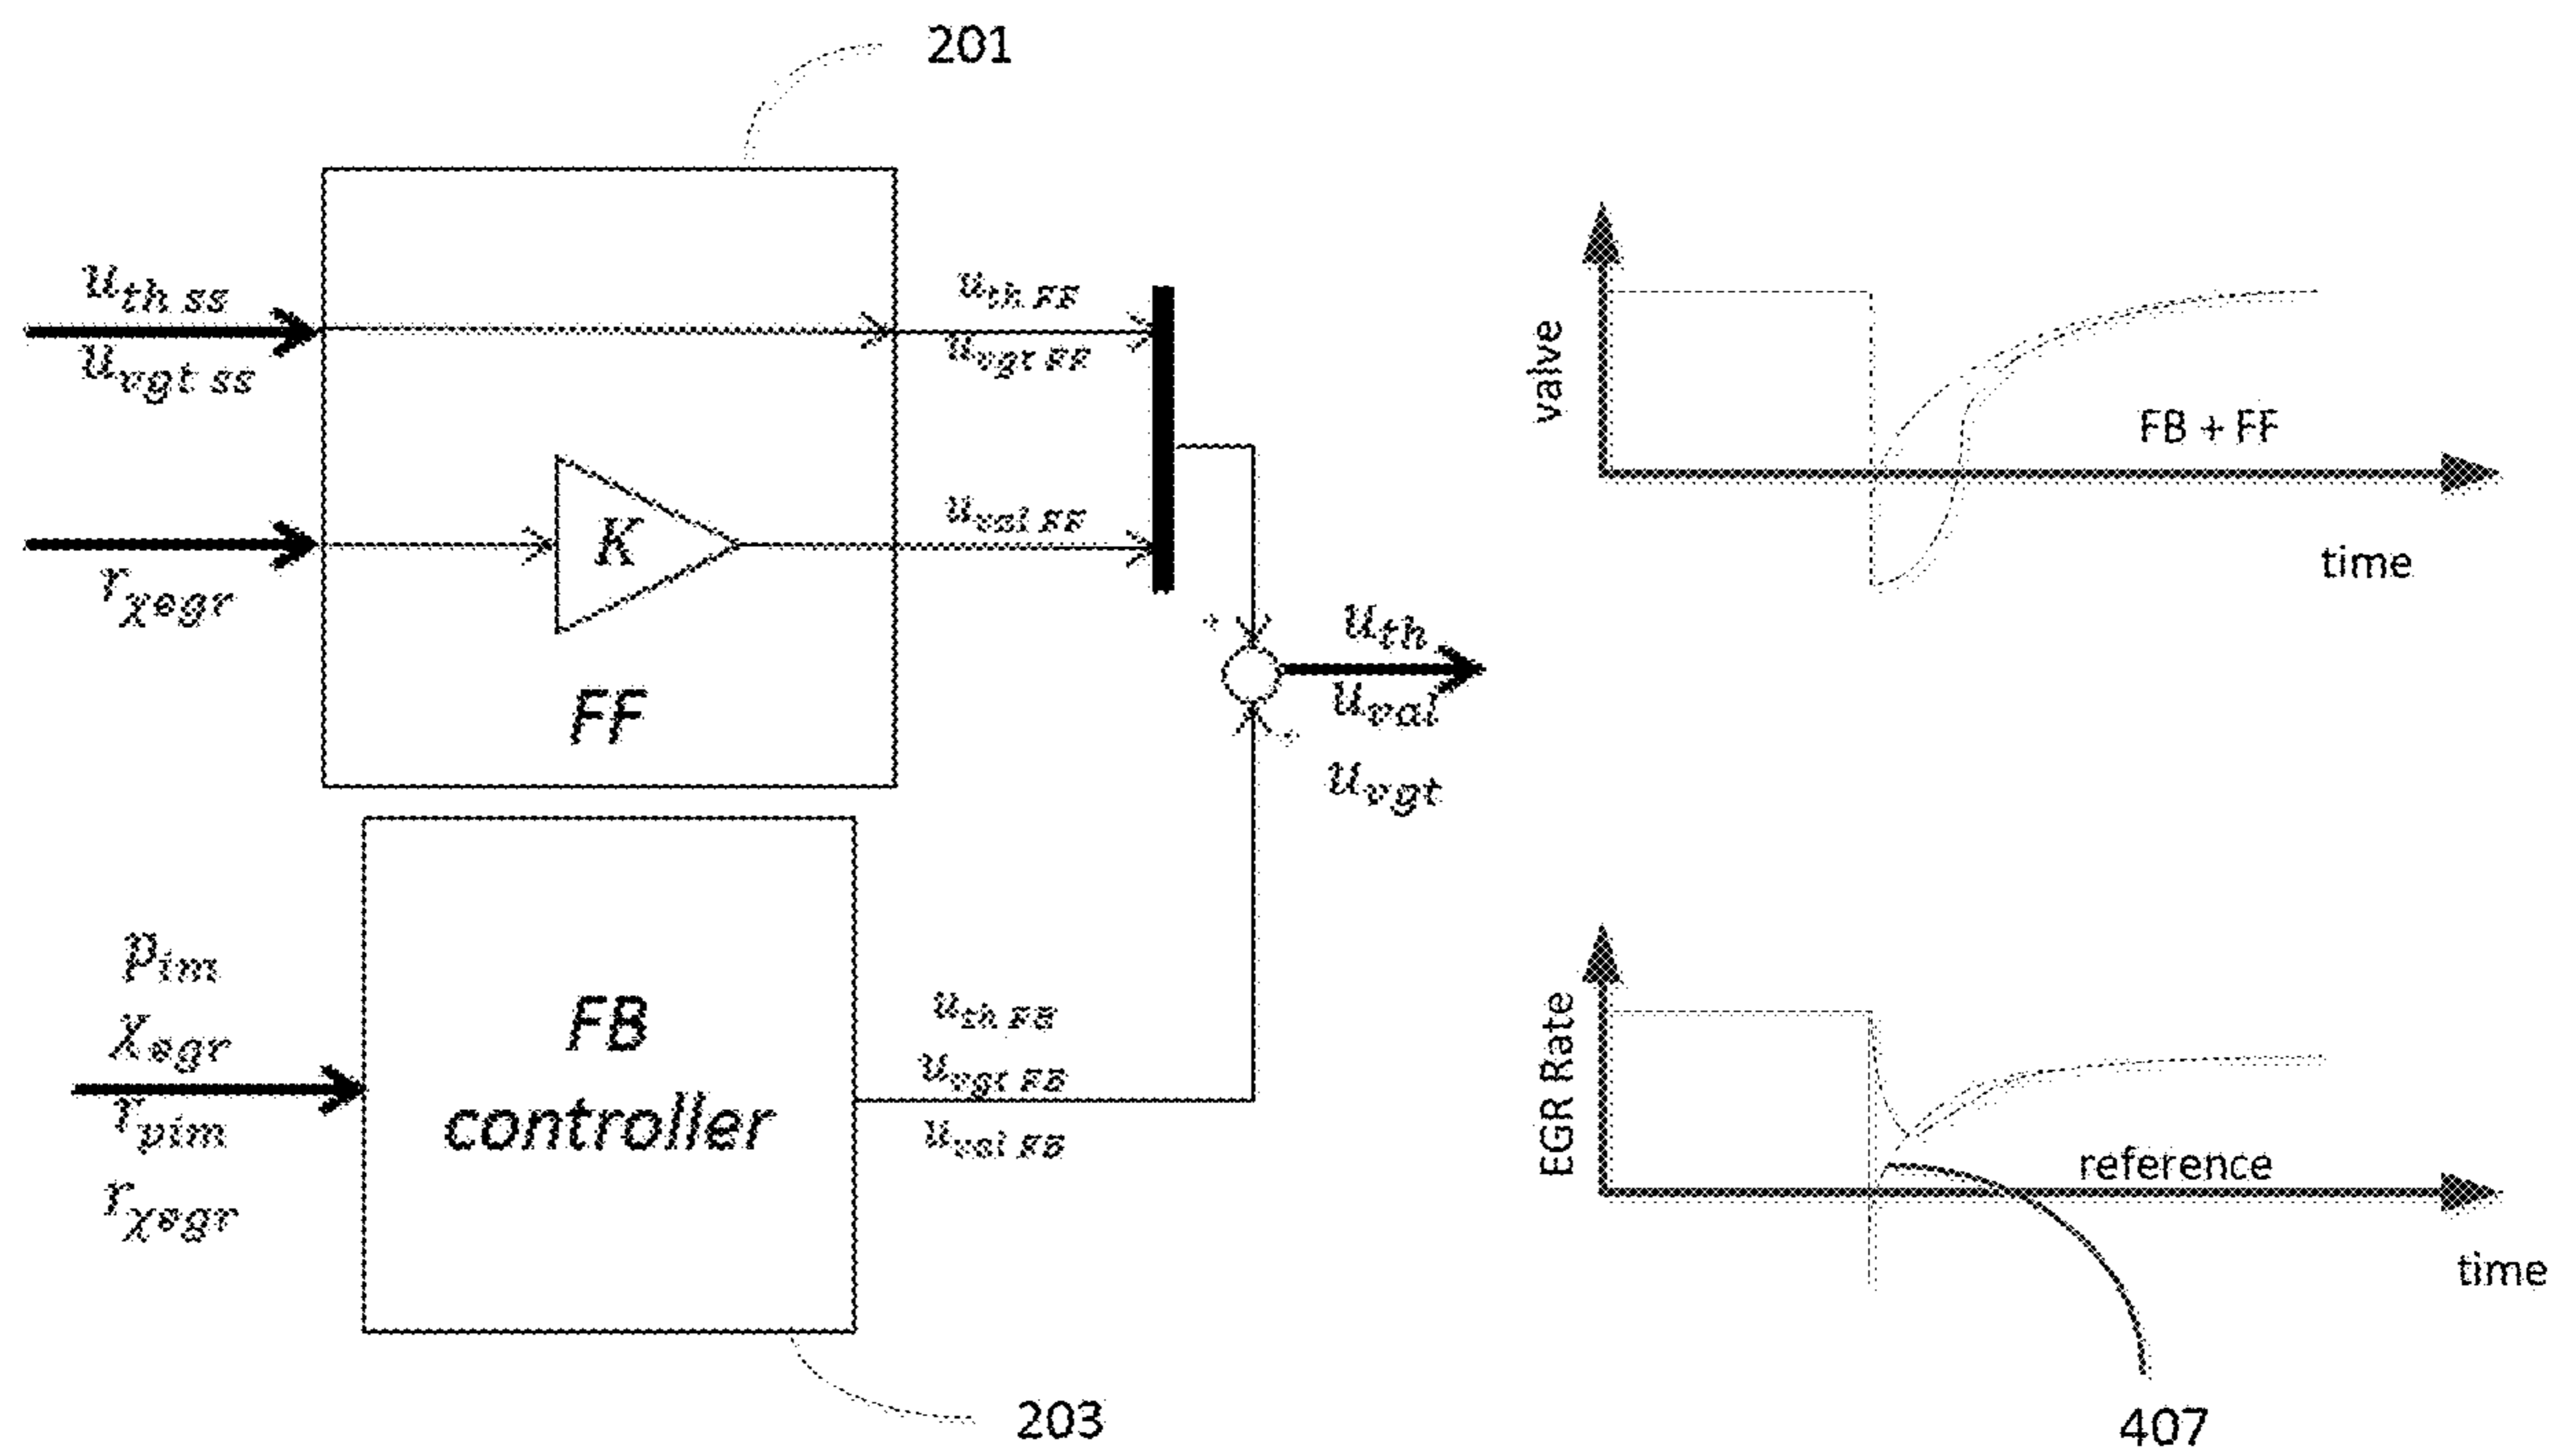 201
u_th ss
u_vgt ss
r_χegr
K
FF
u_th FF
u_vgt FF
u_val FF
+
+
u_th
u_val
u_vgt
p_im
χ_egr
r_pim
r_χegr
FB
controller
u_th FB
u_vgt FB
u_val FB
203
valve
FB + FF
time
EGR Rate
reference
time
407